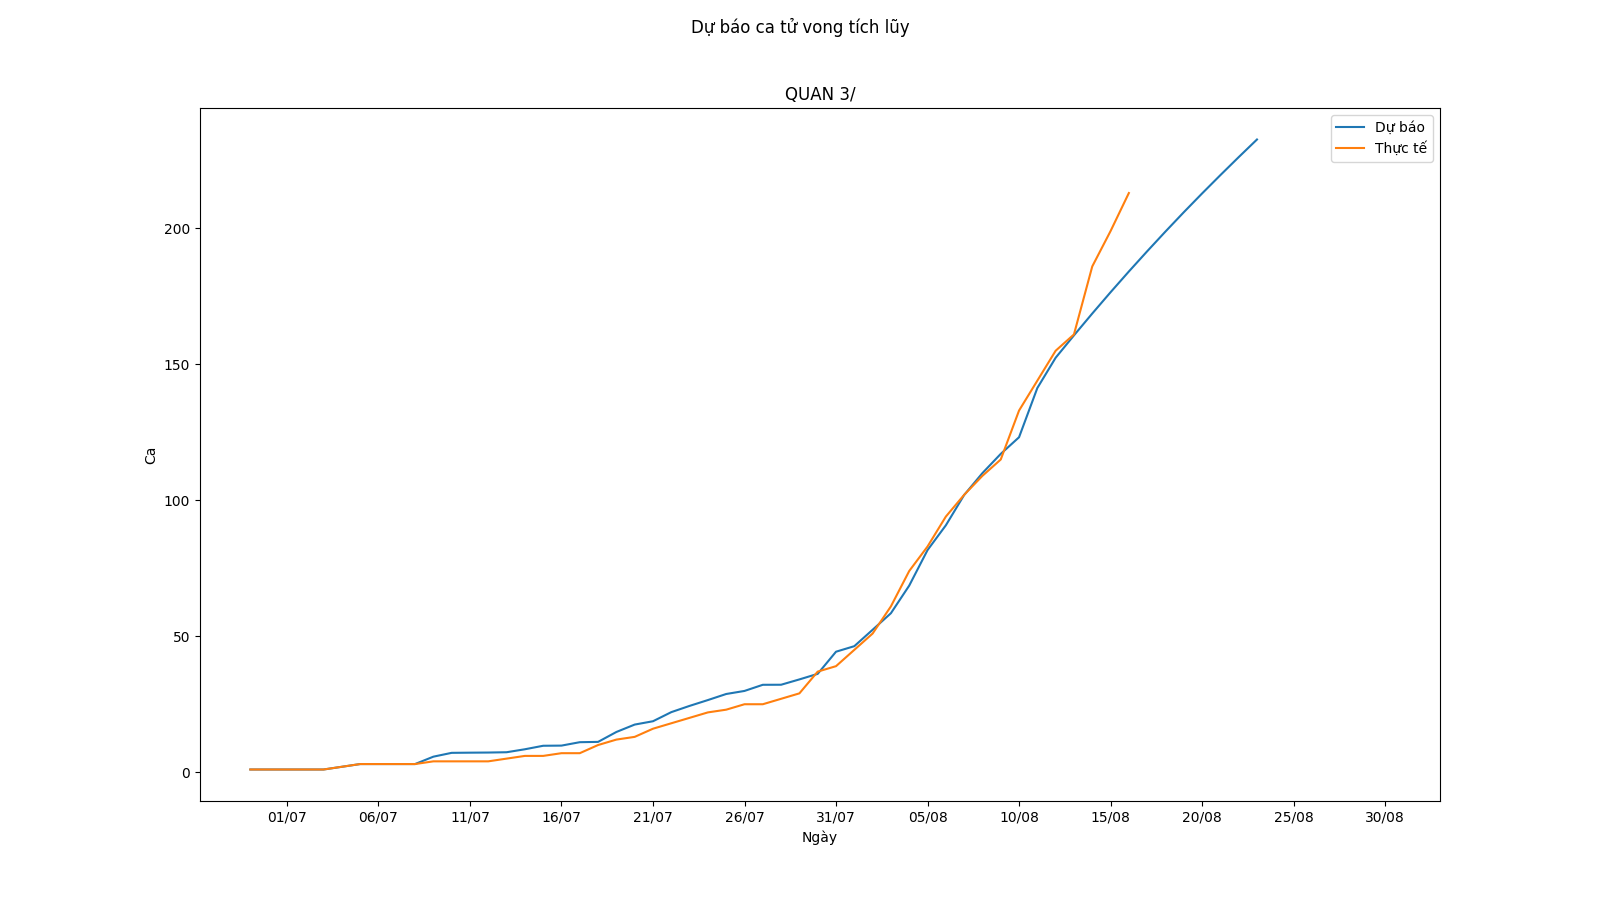 Dự báo ca tử vong tích lũy
QUAN 3/
Dự báo
Thực tế
200
150
100
50
0
Ca
01/07 06/07 11/07 16/07 21/07 26/07 31/07 05/08 10/08 15/08 20/08 25/08 30/08
Ngày